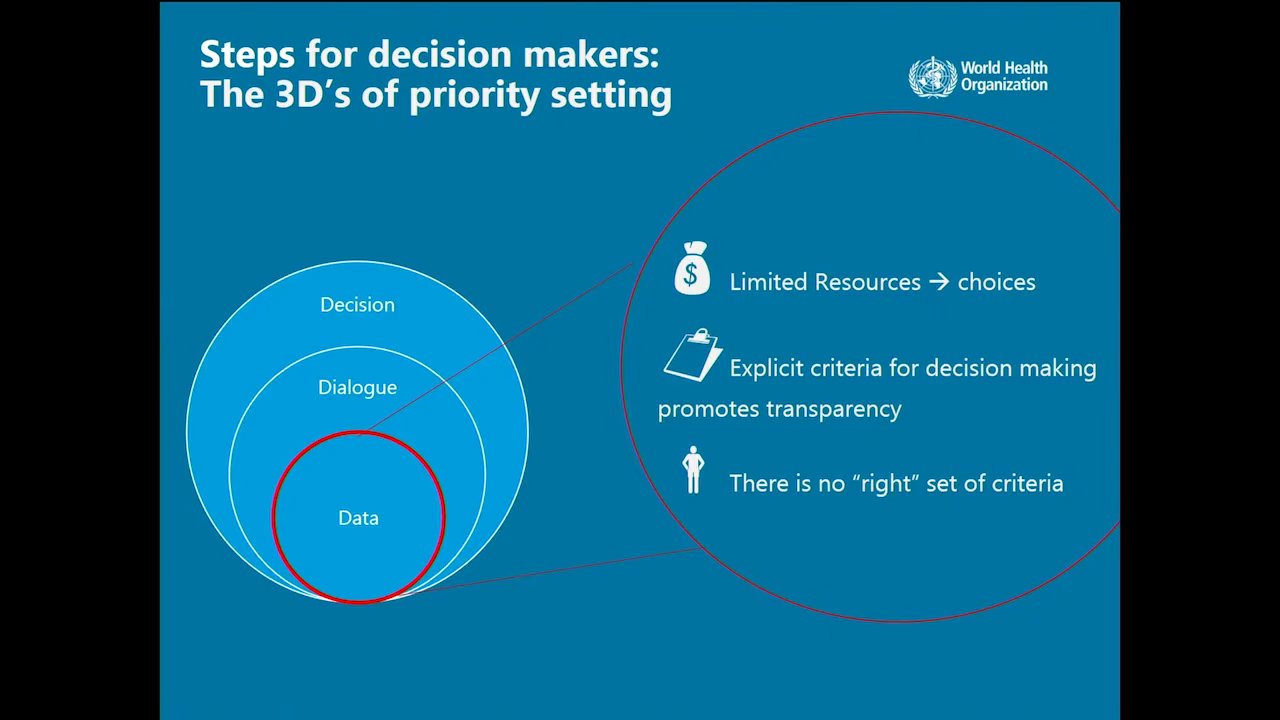 Steps for decision makers:
The 3D’s of priority setting
World Health
Organization
Decision
Dialogue
Data
$
Limited Resources → choices
Explicit criteria for decision making
promotes transparency
There is no “right” set of criteria